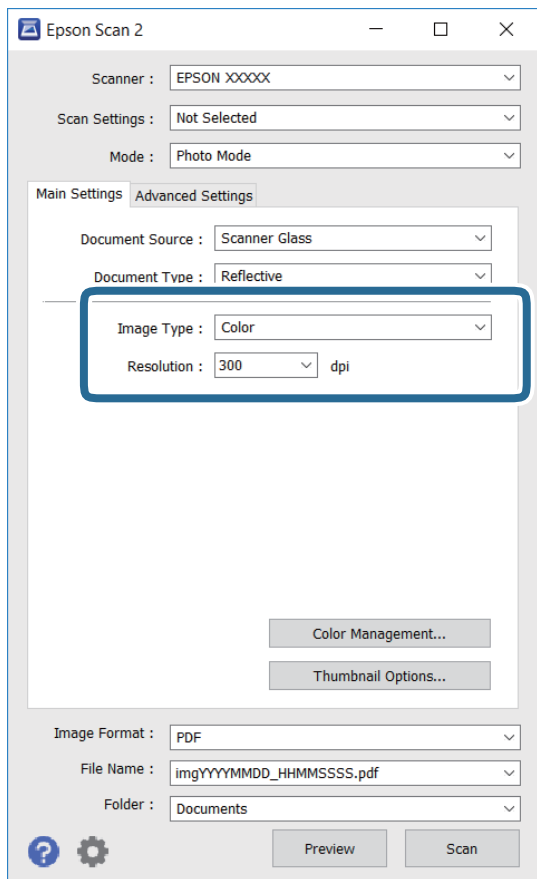 Epson Scan 2
Scanner : EPSON XXXXX
Scan Settings : Not Selected
Mode : Photo Mode
Main Settings Advanced Settings
Document Source : Scanner Glass
Document Type : Reflective
Image Type : Color
Resolution : 300 dpi
Color Management...
Thumbnail Options...
Image Format : PDF
File Name : imgYYYYMMDD_HHMMSSSS.pdf
Folder : Documents
? Preview Scan